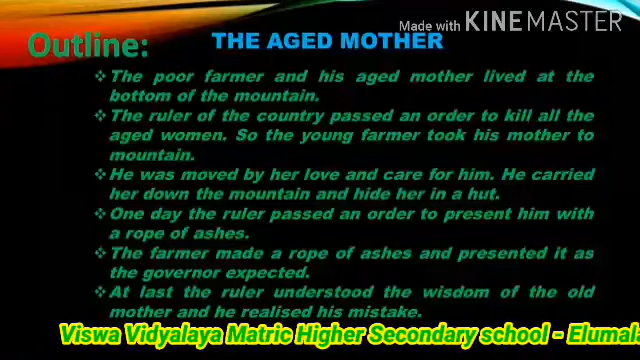 Made with KINEMASTER
Outline:
THE AGED MOTHER
❖ The poor farmer and his aged mother lived at the
bottom of the mountain.
❖ The ruler of the country passed an order to kill all the
aged women. So the young farmer took his mother to
mountain.
❖ He was moved by her love and care for him. He carried
her down the mountain and hide her in a hut.
❖ One day the ruler passed an order to present him with
a rope of ashes.
❖ The farmer made a rope of ashes and presented it as
the governor expected.
❖ At last the ruler understood the wisdom of the old
mother and he realised his mistake.
Viswa Vidyalaya Matric Higher Secondary school - Elumala